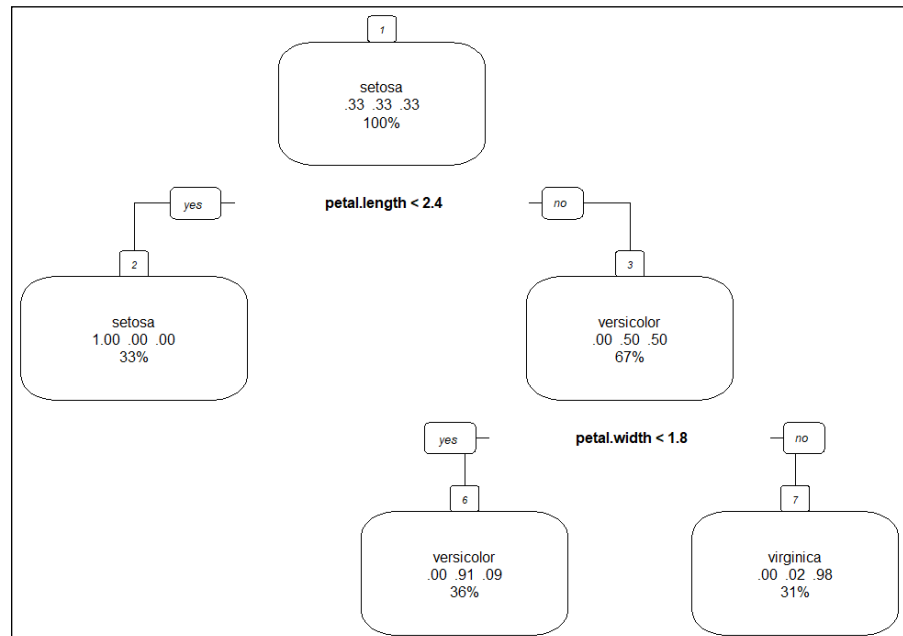 1
setosa
.33 .33 .33
100%
yes
petal.length < 2.4
no
2
setosa
1.00 .00 .00
33%
3
versicolor
.00 .50 .50
67%
yes
petal.width < 1.8
no
6
versicolor
.00 .91 .09
36%
7
virginica
.00 .02 .98
31%